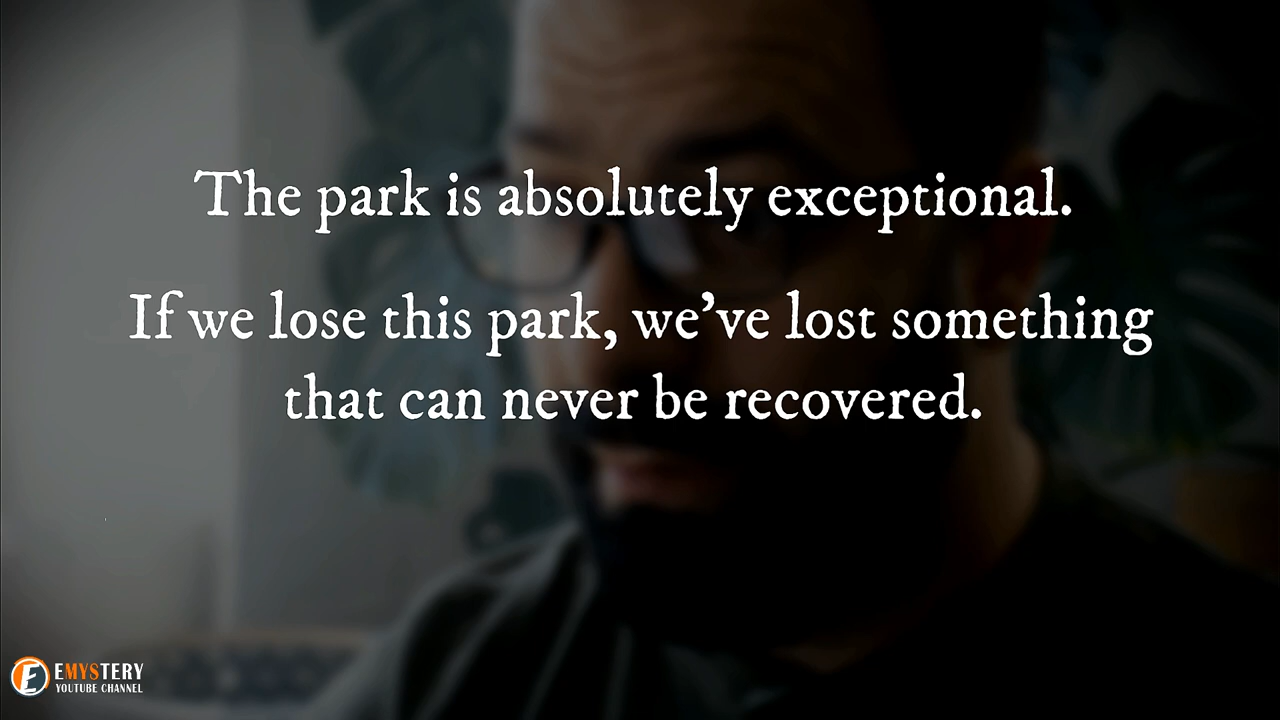 The park is absolutely exceptional.
If we lose this park, we've lost something
that can never be recovered.
EMYSTERY
YOUTUBE CHANNEL